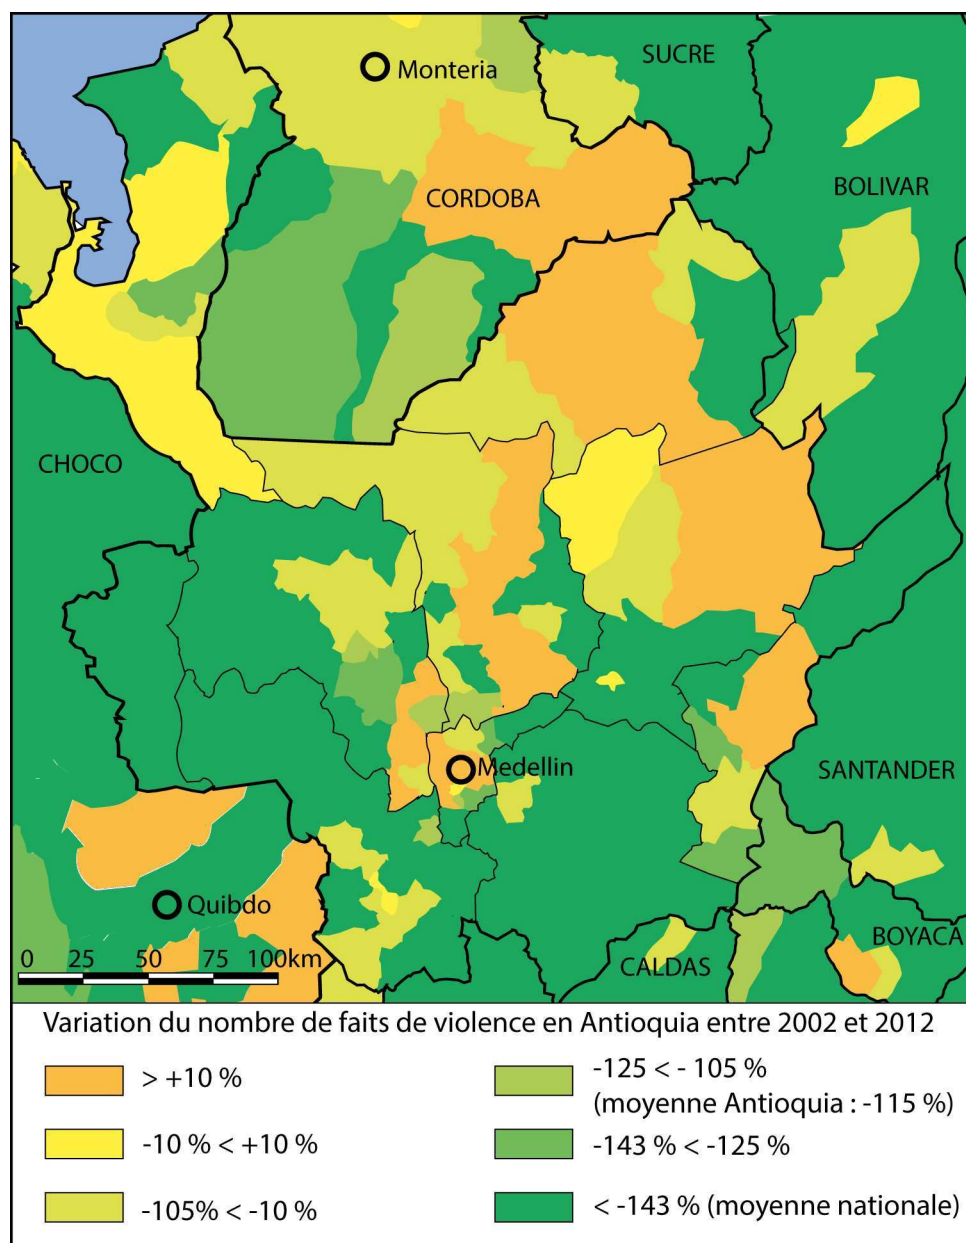 SUCRE
Monteria
BOLIVAR
CORDOBA
CHOCO
Medellin
SANTANDER
Quibdo
BOYACÁ
CALDAS
0 25 50 75 100km
Variation du nombre de faits de violence en Antioquia entre 2002 et 2012
> +10 %
-10 % < +10 %
-105% < -10 %
-125 < - 105 %
(moyenne Antioquia : -115 %)
-143 % < -125 %
< -143 % (moyenne nationale)